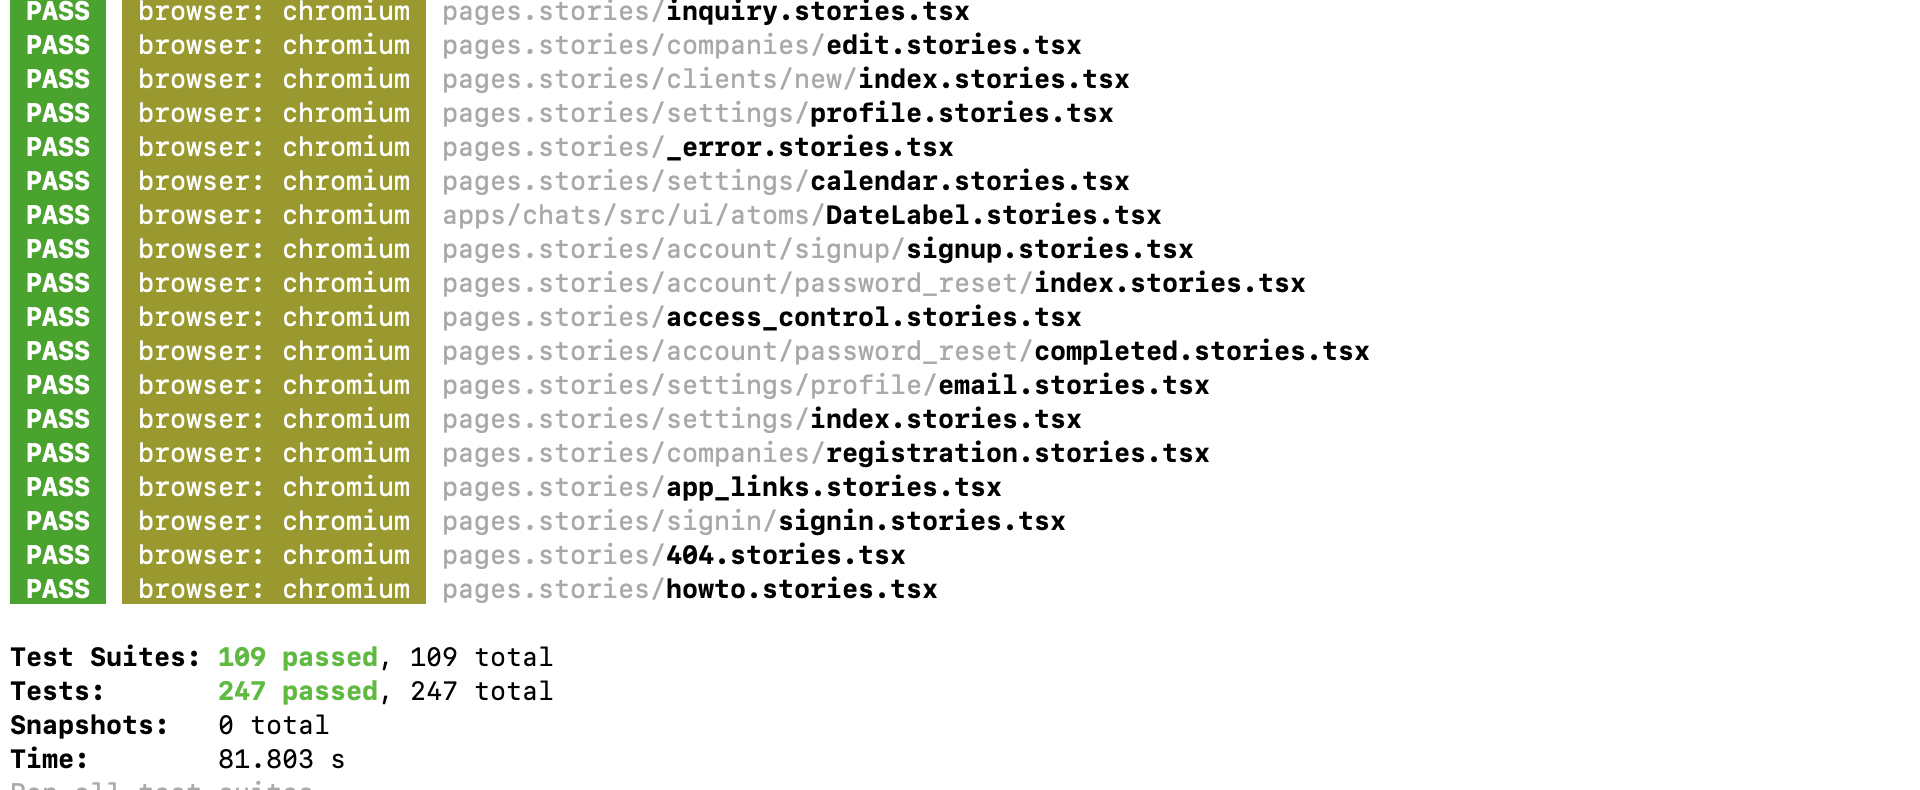 PASS browser: chromium pages.stories/inquiry.stories.tsx
PASS browser: chromium pages.stories/companies/edit.stories.tsx
PASS browser: chromium pages.stories/clients/new/index.stories.tsx
PASS browser: chromium pages.stories/settings/profile.stories.tsx
PASS browser: chromium pages.stories/_error.stories.tsx
PASS browser: chromium pages.stories/settings/calendar.stories.tsx
PASS browser: chromium apps/chats/src/ui/atoms/DateLabel.stories.tsx
PASS browser: chromium pages.stories/account/signup/signup.stories.tsx
PASS browser: chromium pages.stories/account/password_reset/index.stories.tsx
PASS browser: chromium pages.stories/access_control.stories.tsx
PASS browser: chromium pages.stories/account/password_reset/completed.stories.tsx
PASS browser: chromium pages.stories/settings/profile/email.stories.tsx
PASS browser: chromium pages.stories/settings/index.stories.tsx
PASS browser: chromium pages.stories/companies/registration.stories.tsx
PASS browser: chromium pages.stories/app_links.stories.tsx
PASS browser: chromium pages.stories/signin/signin.stories.tsx
PASS browser: chromium pages.stories/404.stories.tsx
PASS browser: chromium pages.stories/howto.stories.tsx
Test Suites: 109 passed, 109 total
Tests: 247 passed, 247 total
Snapshots: 0 total
Time: 81.803 s
Ran all test suites.